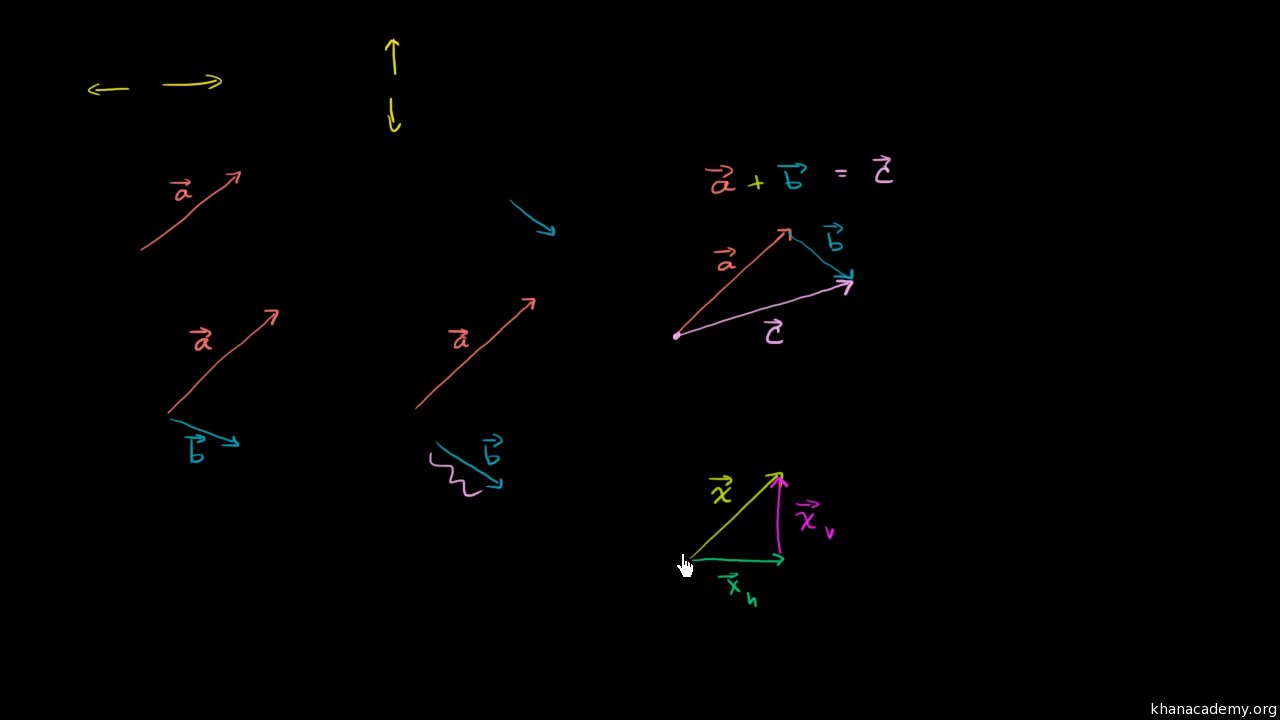 a⃗ + b⃗ = c⃗
a⃗
a⃗
b⃗
a⃗
b⃗
a⃗
b⃗
c⃗
x⃗
x⃗ᵥ
x⃗ₕ
khanacademy.org